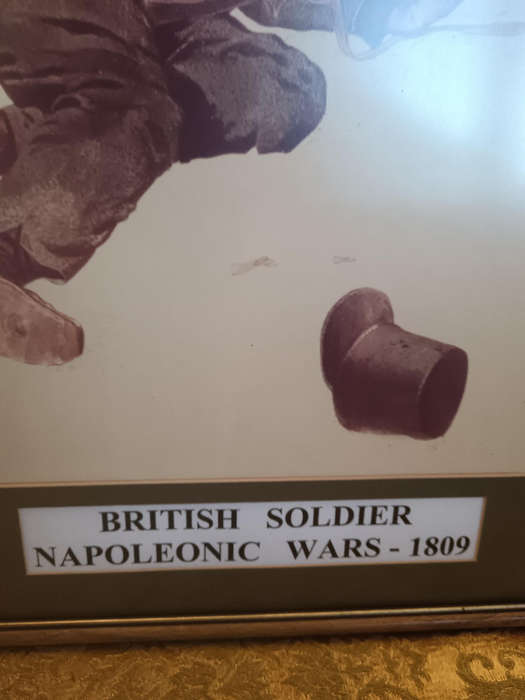 BRITISH SOLDIER
NAPOLEONIC WARS - 1809